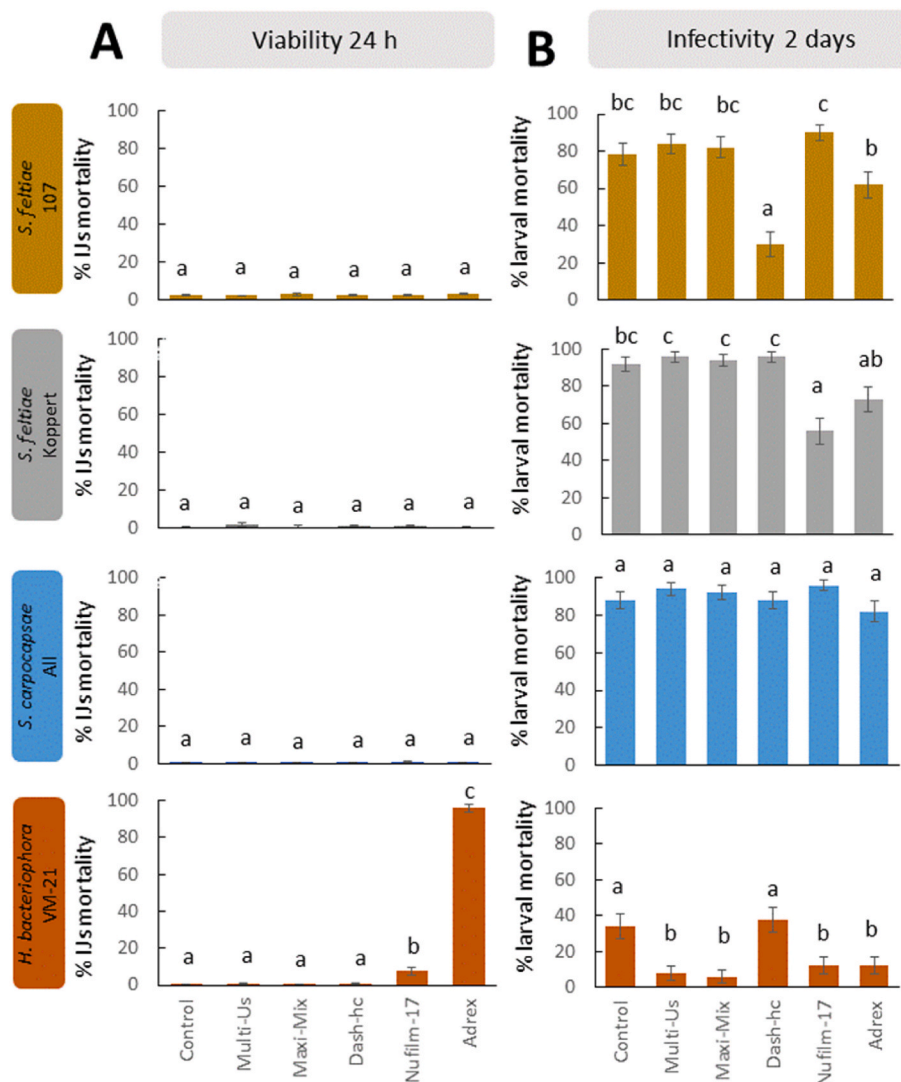 A
Viability 24 h
B
Infectivity 2 days
S. feltiae
107
% IJs mortality
100
80
60
40
20
0
a a a a a a
% larval mortality
100
80
60
40
20
0
bc bc bc a c b
S. feltiae
Koppert
% IJs mortality
100
80
60
40
20
0
a a a a a a
% larval mortality
100
80
60
40
20
0
bc c c c a ab
S. carpocapsae
All
% IJs mortality
100
80
60
40
20
0
a a a a a a
% larval mortality
100
80
60
40
20
0
a a a a a a
H. bacteriophora
VM-21
% IJs mortality
100
80
60
40
20
0
a a a a b c
% larval mortality
100
80
60
40
20
0
a b b a b b
Control
Multi-Us
Maxi-Mix
Dash-hc
Nufilm-17
Adrex
Control
Multi-Us
Maxi-Mix
Dash-hc
Nufilm-17
Adrex